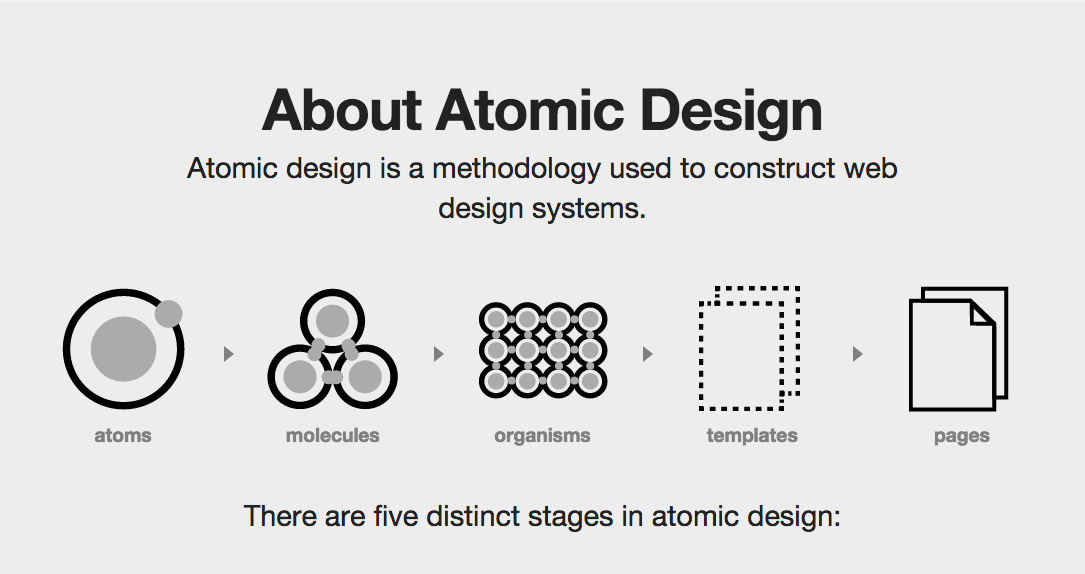 About Atomic Design
Atomic design is a methodology used to construct web
design systems.
atoms
molecules
organisms
templates
pages
There are five distinct stages in atomic design: